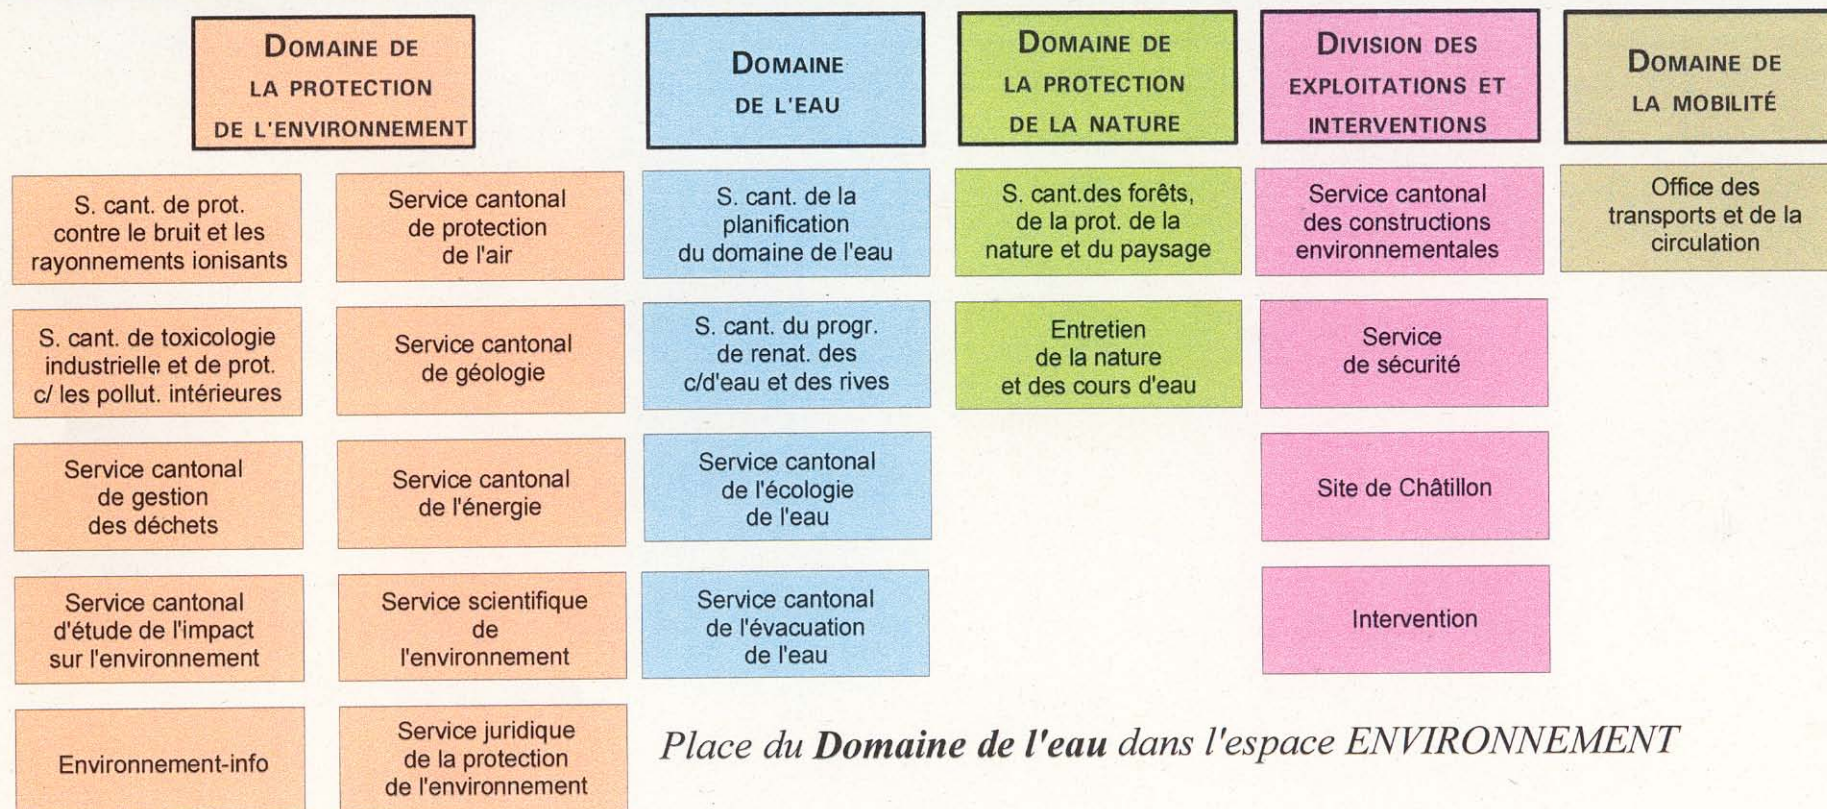 DOMAINE DE
LA PROTECTION
DE L'ENVIRONNEMENT
DOMAINE
DE L'EAU
DOMAINE DE
LA PROTECTION
DE LA NATURE
DIVISION DES
EXPLOITATIONS ET
INTERVENTIONS
DOMAINE DE
LA MOBILITÉ
S. cant. de prot.
contre le bruit et les
rayonnements ionisants
Service cantonal
de protection
de l'air
S. cant. de la
planification
du domaine de l'eau
S. cant.des forêts,
de la prot. de la
nature et du paysage
Service cantonal
des constructions
environnementales
Office des
transports et de la
circulation
S. cant. de toxicologie
industrielle et de prot.
c/ les pollut. intérieures
Service cantonal
de géologie
S. cant. du progr.
de renat. des
c/d'eau et des rives
Entretien
de la nature
et des cours d'eau
Service
de sécurité
Service cantonal
de gestion
des déchets
Service cantonal
de l'énergie
Service cantonal
de l'écologie
de l'eau
Site de Châtillon
Service cantonal
d'étude de l'impact
sur l'environnement
Service scientifique
de
l'environnement
Service cantonal
de l'évacuation
de l'eau
Intervention
Environnement-info
Service juridique
de la protection
de l'environnement
Place du Domaine de l'eau dans l'espace ENVIRONNEMENT